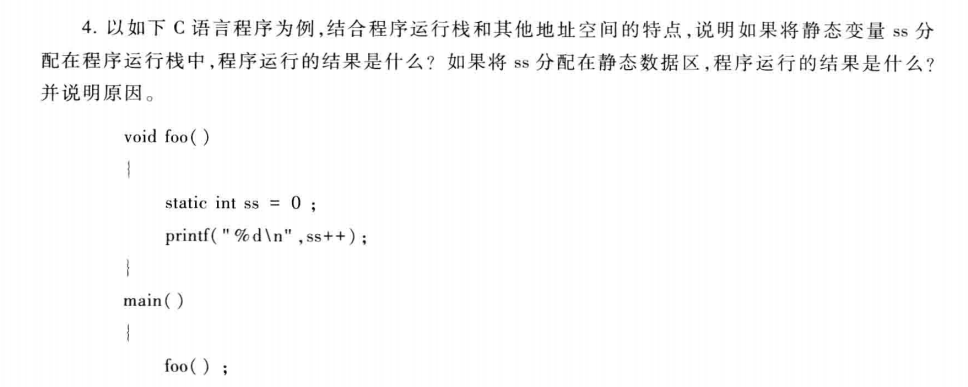 4. 以如下 C 语言程序为例,结合程序运行栈和其他地址空间的特点,说明如果将静态变量 ss 分
配在程序运行栈中,程序运行的结果是什么? 如果将 ss 分配在静态数据区,程序运行的结果是什么?
并说明原因。
void foo( )
{
static int ss = 0 ;
printf( "%d\n" ,ss++) ;
}
main( )
{
foo( ) ;